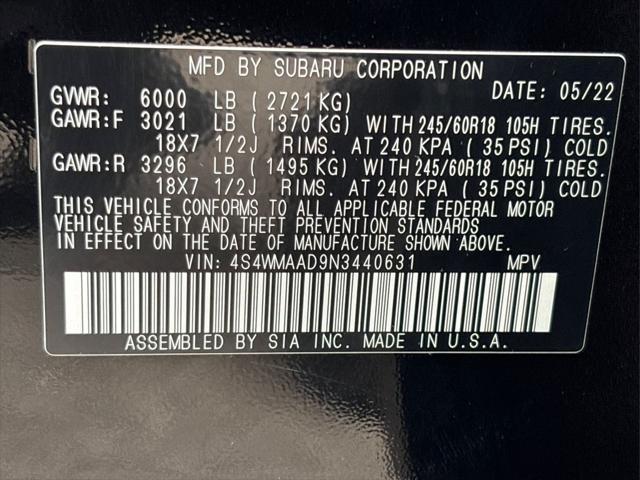 MFD BY SUBARU CORPORATION
DATE: 05/22
GVWR: 6000 LB ( 2721 KG)
GAWR:F 3021 LB ( 1370 KG) WITH 245/60R18 105H TIRES.
18X7 1/2J RIMS. AT 240 KPA ( 35 PSI) COLD
GAWR:R 3296 LB ( 1495 KG) WITH 245/60R18 105H TIRES.
18X7 1/2J RIMS. AT 240 KPA ( 35 PSI) COLD
THIS VEHICLE CONFORMS TO ALL APPLICABLE FEDERAL MOTOR
VEHICLE SAFETY AND THEFT PREVENTION STANDARDS
IN EFFECT ON THE DATE OF MANUFACTURE SHOWN ABOVE.
VIN: 4S4WMAAD9N3440631 MPV
ASSEMBLED BY SIA INC. MADE IN U.S.A.